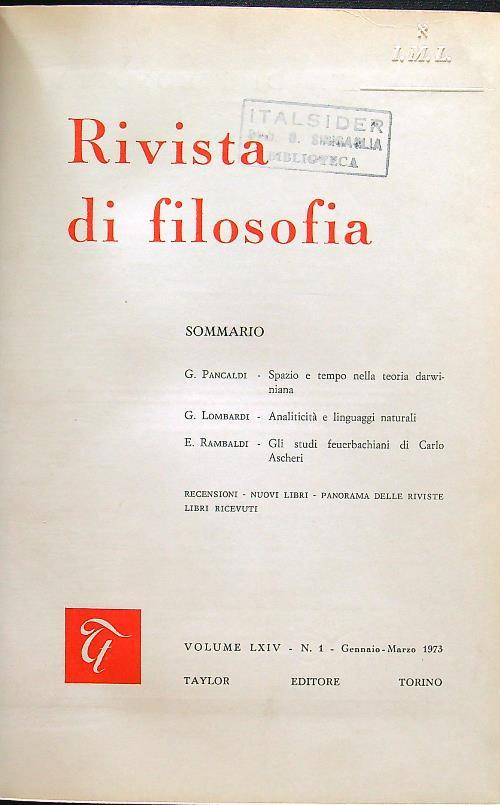 I. M. L.
ITALSIDER
BIBLIOTECA
Rivista
di filosofia
SOMMARIO
G. PANCALDI - Spazio e tempo nella teoria darwi-
niana
G. LOMBARDI - Analiticità e linguaggi naturali
E. RAMBALDI - Gli studi feuerbachiani di Carlo
Ascheri
RECENSIONI - NUOVI LIBRI - PANORAMA DELLE RIVISTE
LIBRI RICEVUTI
VOLUME LXIV - N. 1 - Gennaio-Marzo 1973
TAYLOR EDITORE TORINO